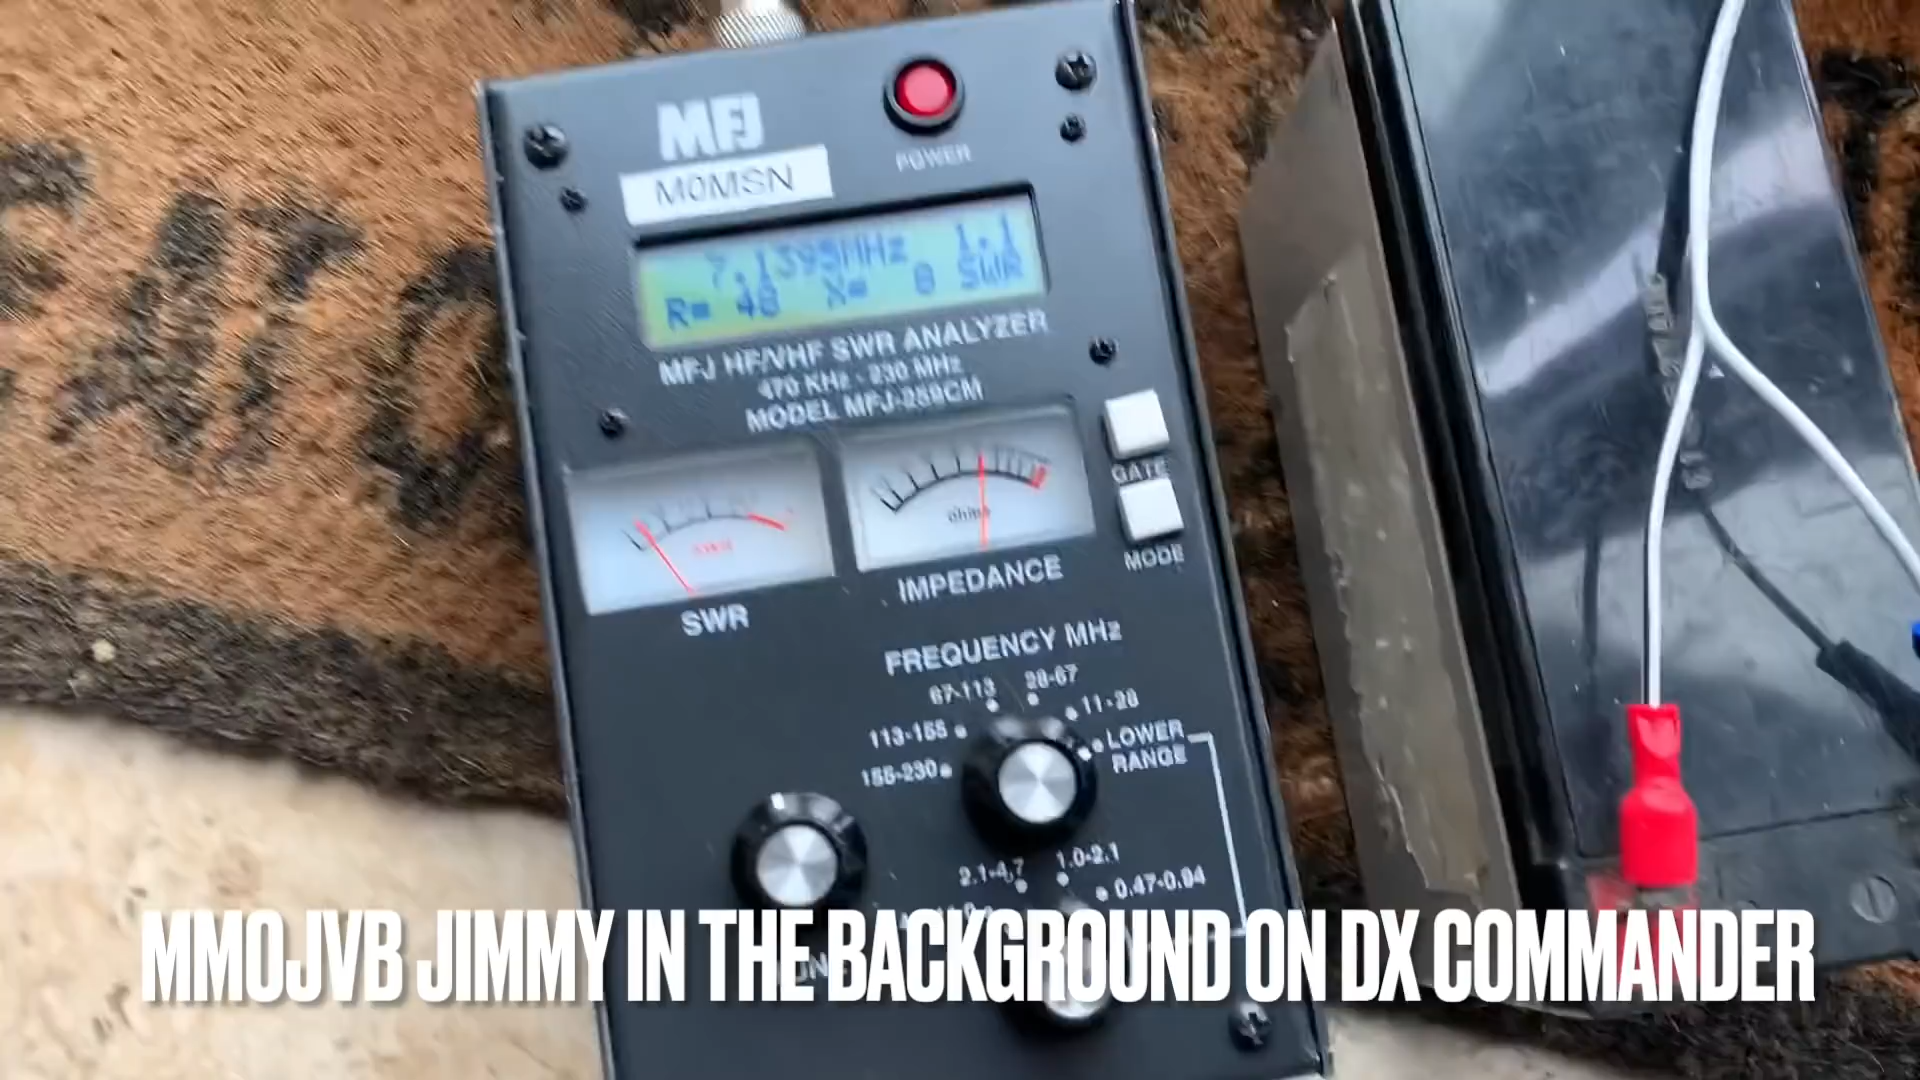 MFJ
M0MSN
POWER
7.1395MHz 1.1
R= 48 X= 8 SWR
MFJ HF/VHF SWR ANALYZER
470 KHz - 230 MHz
MODEL MFJ-259CM
ohms
GATE
MODE
SWR
IMPEDANCE
FREQUENCY MHz
67-113 28-67
113-155 11-28
155-230 LOWER
RANGE
2.1-4.7 1.0-2.1
0.47-0.94
MM0JVB JIMMY IN THE BACKGROUND ON DX COMMANDER